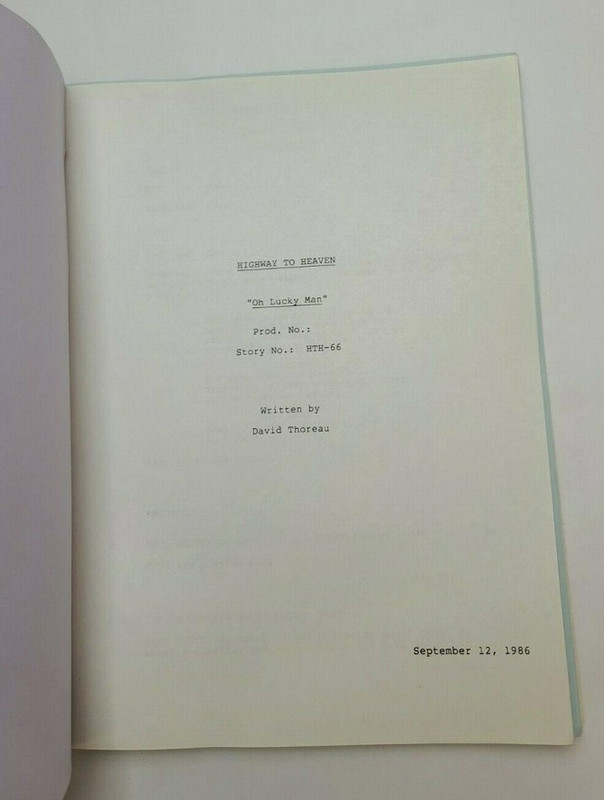 HIGHWAY TO HEAVEN
"Oh Lucky Man"
Prod. No.:
Story No.: HTH-66
Written by
David Thoreau
September 12, 1986